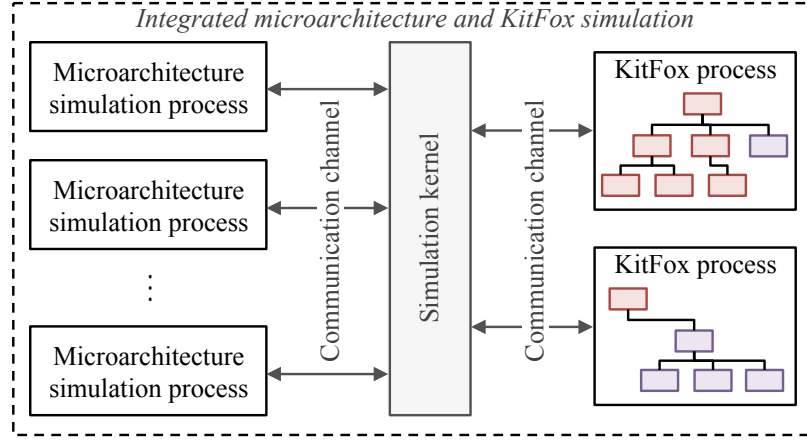 Integrated microarchitecture and KitFox simulation
Microarchitecture
simulation process
Microarchitecture
simulation process
⋮
Microarchitecture
simulation process
Communication channel
Simulation kernel
Communication channel
KitFox process
KitFox process